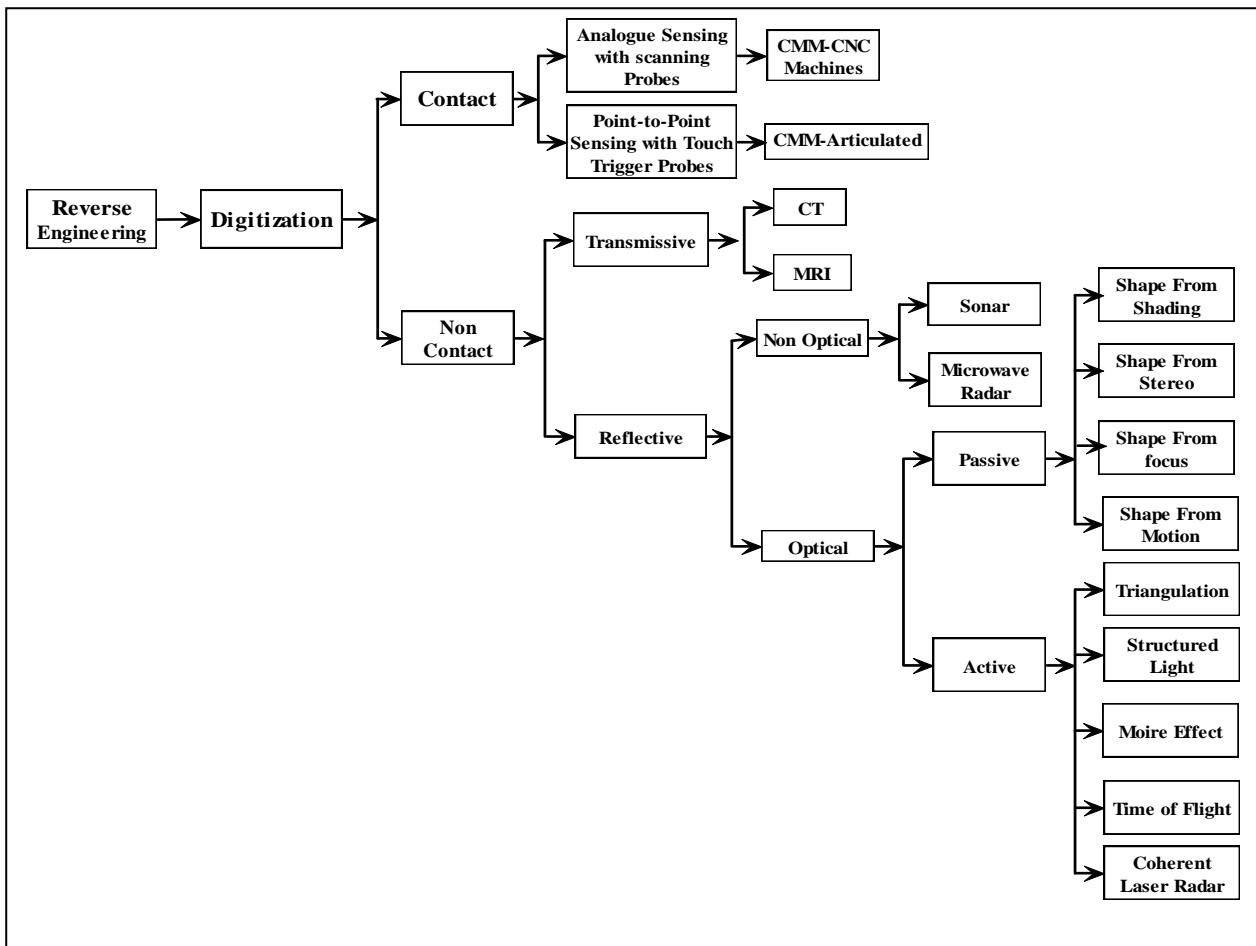 Reverse
Engineering
Digitization
Contact
Analogue Sensing
with scanning
Probes
CMM-CNC
Machines
Point-to-Point
Sensing with Touch
Trigger Probes
CMM-Articulated
Non
Contact
Transmissive
CT
MRI
Reflective
Non Optical
Sonar
Microwave
Radar
Optical
Passive
Shape From
Shading
Shape From
Stereo
Shape From
focus
Shape From
Motion
Active
Triangulation
Structured
Light
Moire Effect
Time of Flight
Coherent
Laser Radar